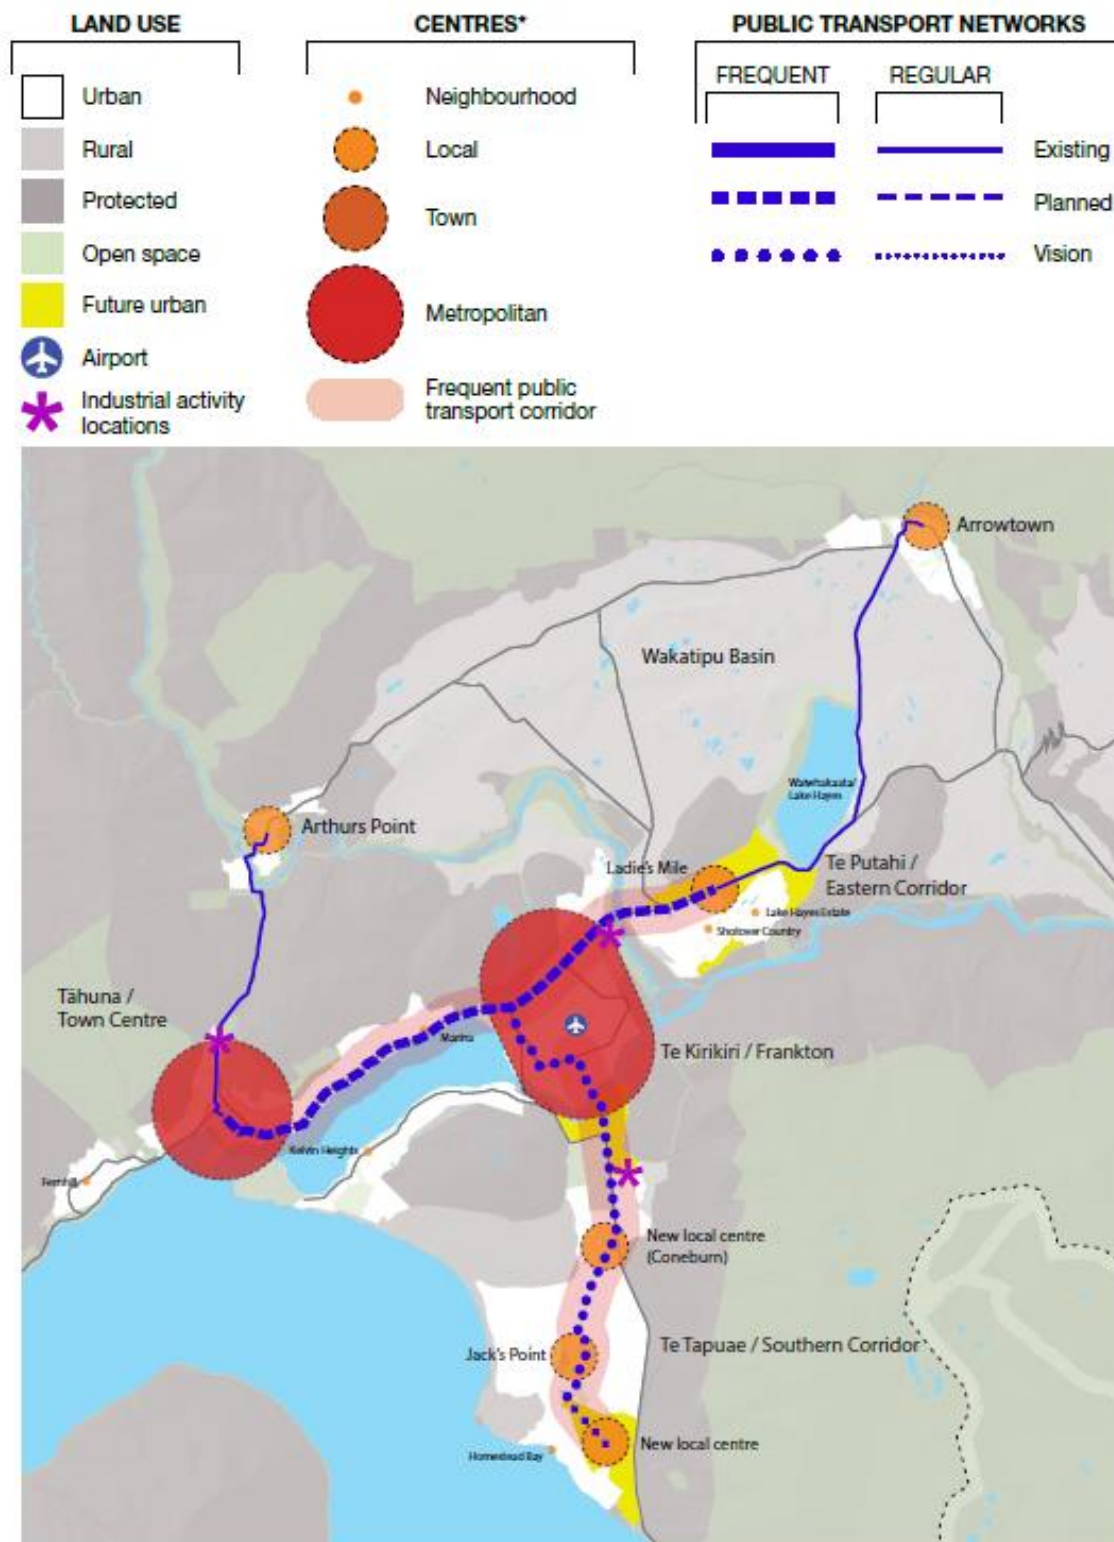 LAND USE
CENTRES*
PUBLIC TRANSPORT NETWORKS
Urban
Rural
Protected
Open space
Future urban
Airport
Industrial activity
locations
Neighbourhood
Local
Town
Metropolitan
Frequent public
transport corridor
FREQUENT
REGULAR
Existing
Planned
Vision
Arrowtown
Wakatipu Basin
Waiwhakaata/
Lake Hayes
Arthurs Point
Ladie's Mile
Te Putahi /
Eastern Corridor
Lake Hayes Estate
Shotover Country
Tāhuna /
Town Centre
Marina
Te Kirikiri / Frankton
Kelvin Heights
Fernhill
New local centre
(Coneburn)
Te Tapuae / Southern Corridor
Jack's Point
New local centre
Homestead Bay